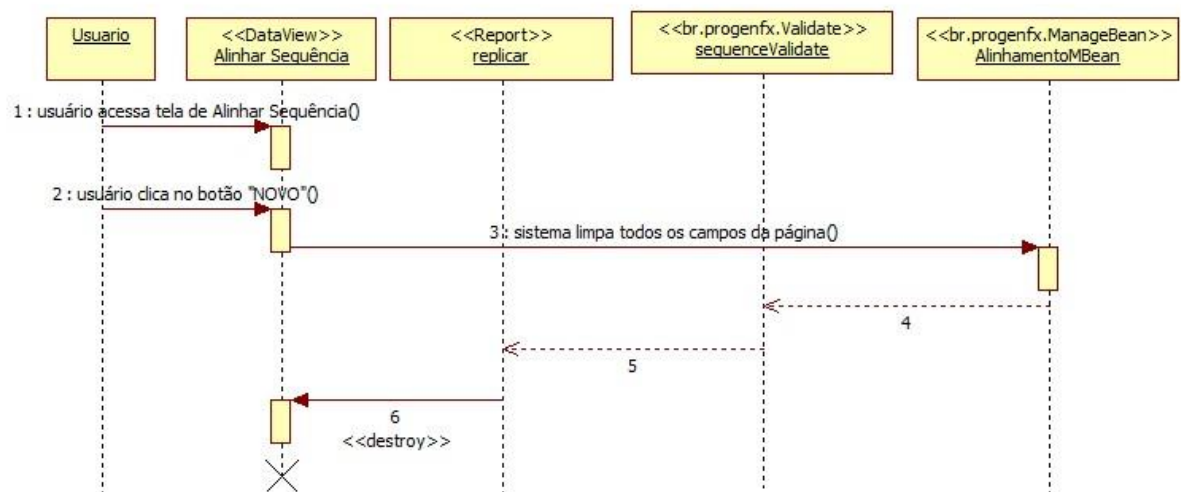 Usuario
<<DataView>>
Alinhar Sequência
<<Report>>
replicar
<<br.progenfx.Validate>>
sequenceValidate
<<br.progenfx.ManageBean>>
AlinhamentoMBean
1 : usuário acessa tela de Alinhar Sequência()
2 : usuário clica no botão "NOVO"()
3 : sistema limpa todos os campos da página()
4
5
6
<<destroy>>